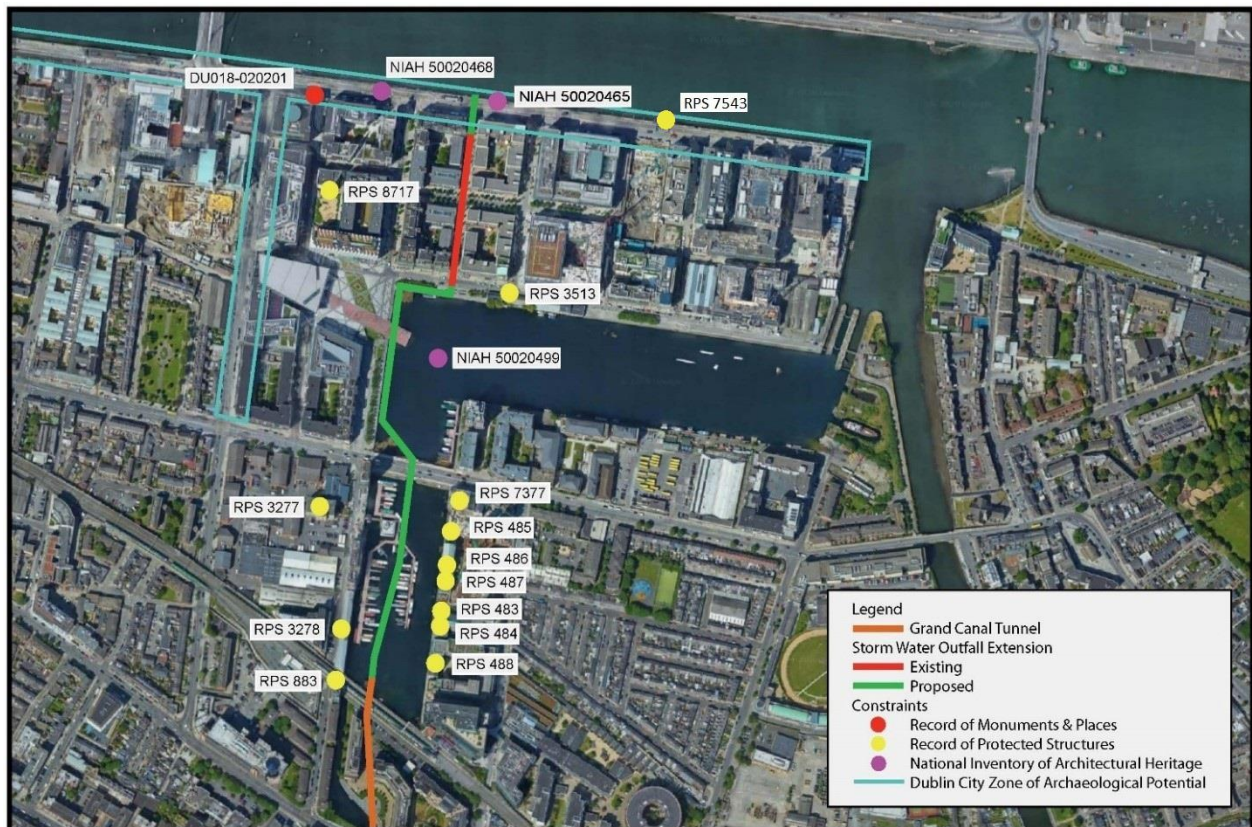 NIAH 50020468
DU018-020201
NIAH 50020465
RPS 7543
RPS 8717
RPS 3513
NIAH 50020499
RPS 7377
RPS 3277
RPS 485
RPS 486
RPS 487
RPS 483
RPS 3278
RPS 484
RPS 488
RPS 883
Legend
Grand Canal Tunnel
Storm Water Outfall Extension
Existing
Proposed
Constraints
Record of Monuments & Places
Record of Protected Structures
National Inventory of Architectural Heritage
Dublin City Zone of Archaeological Potential